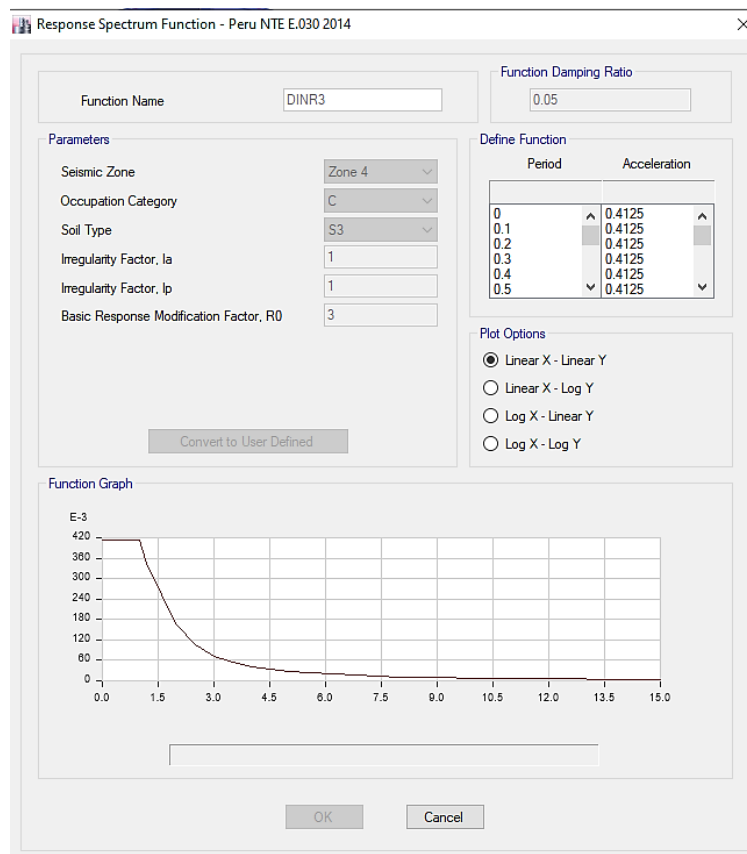 Response Spectrum Function - Peru NTE E.030 2014
Function Name
DINR3
Function Damping Ratio
0.05
Parameters
Seismic Zone
Zone 4
Occupation Category
C
Soil Type
S3
Irregularity Factor, Ia
1
Irregularity Factor, Ip
1
Basic Response Modification Factor, R0
3
Convert to User Defined
Define Function
Period Acceleration
0 0.4125
0.1 0.4125
0.2 0.4125
0.3 0.4125
0.4 0.4125
0.5 0.4125
Plot Options
Linear X - Linear Y
Linear X - Log Y
Log X - Linear Y
Log X - Log Y
Function Graph
E-3
420
360
300
240
180
120
60
0
0.0 1.5 3.0 4.5 6.0 7.5 9.0 10.5 12.0 13.5 15.0
OK Cancel